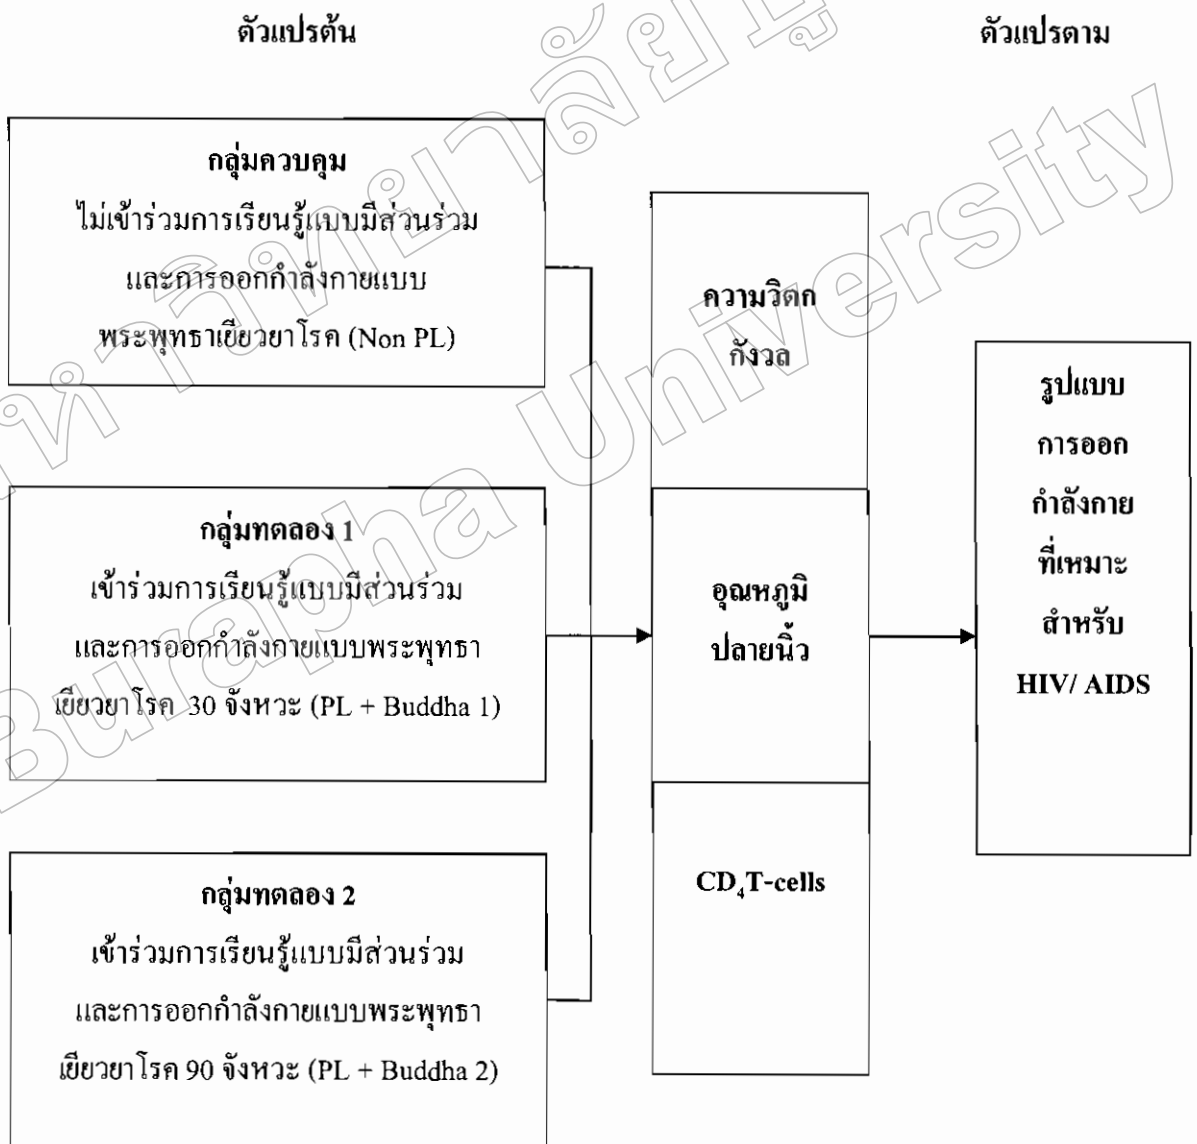 ตัวแปรต้น
ตัวแปรตาม
กลุ่มควบคุม
ไม่เข้าร่วมการเรียนรู้แบบมีส่วนร่วม
และการออกกำลังกายแบบ
พระพุทธาเยียวยาโรค (Non PL)
กลุ่มทดลอง 1
เข้าร่วมการเรียนรู้แบบมีส่วนร่วม
และการออกกำลังกายแบบพระพุทธา
เยียวยาโรค 30 จังหวะ (PL + Buddha 1)
กลุ่มทดลอง 2
เข้าร่วมการเรียนรู้แบบมีส่วนร่วม
และการออกกำลังกายแบบพระพุทธา
เยียวยาโรค 90 จังหวะ (PL + Buddha 2)
ความวิตก
กังวล
อุณหภูมิ
ปลายนิ้ว
CD₄T-cells
รูปแบบ
การออก
กำลังกาย
ที่เหมาะ
สำหรับ
HIV/ AIDS
Burapha University